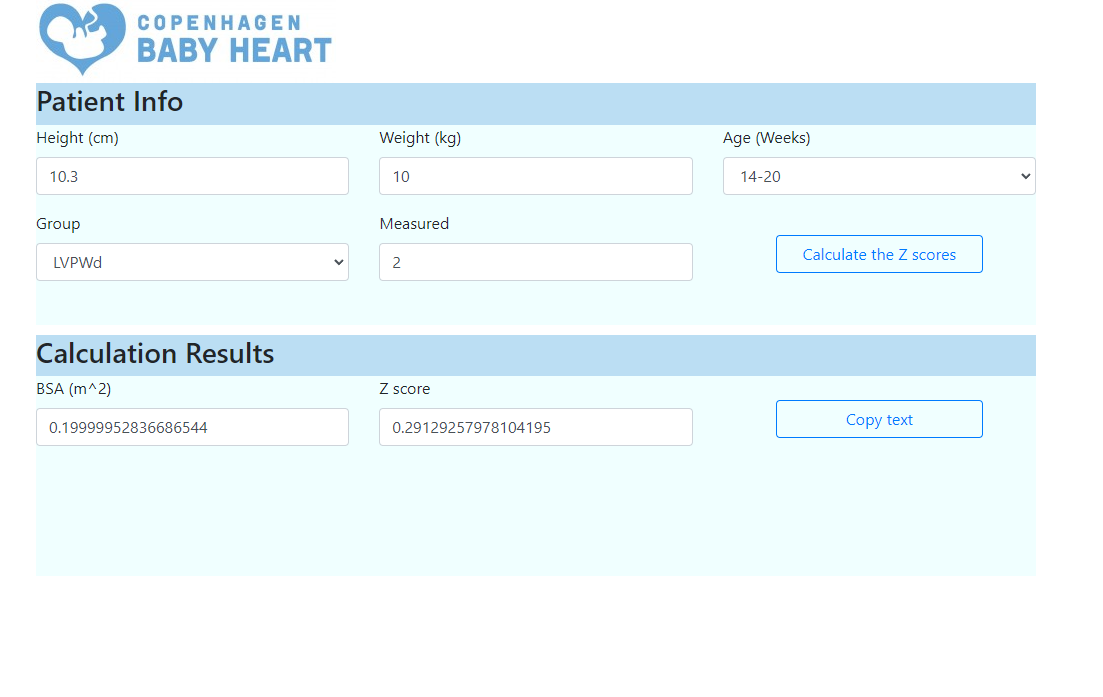 COPENHAGEN
BABY HEART
Patient Info
Height (cm) Weight (kg) Age (Weeks)
10.3 10 14-20
Group Measured
LVPWd 2 Calculate the Z scores
Calculation Results
BSA (m^2) Z score
0.19999952836686544 0.29129257978104195 Copy text